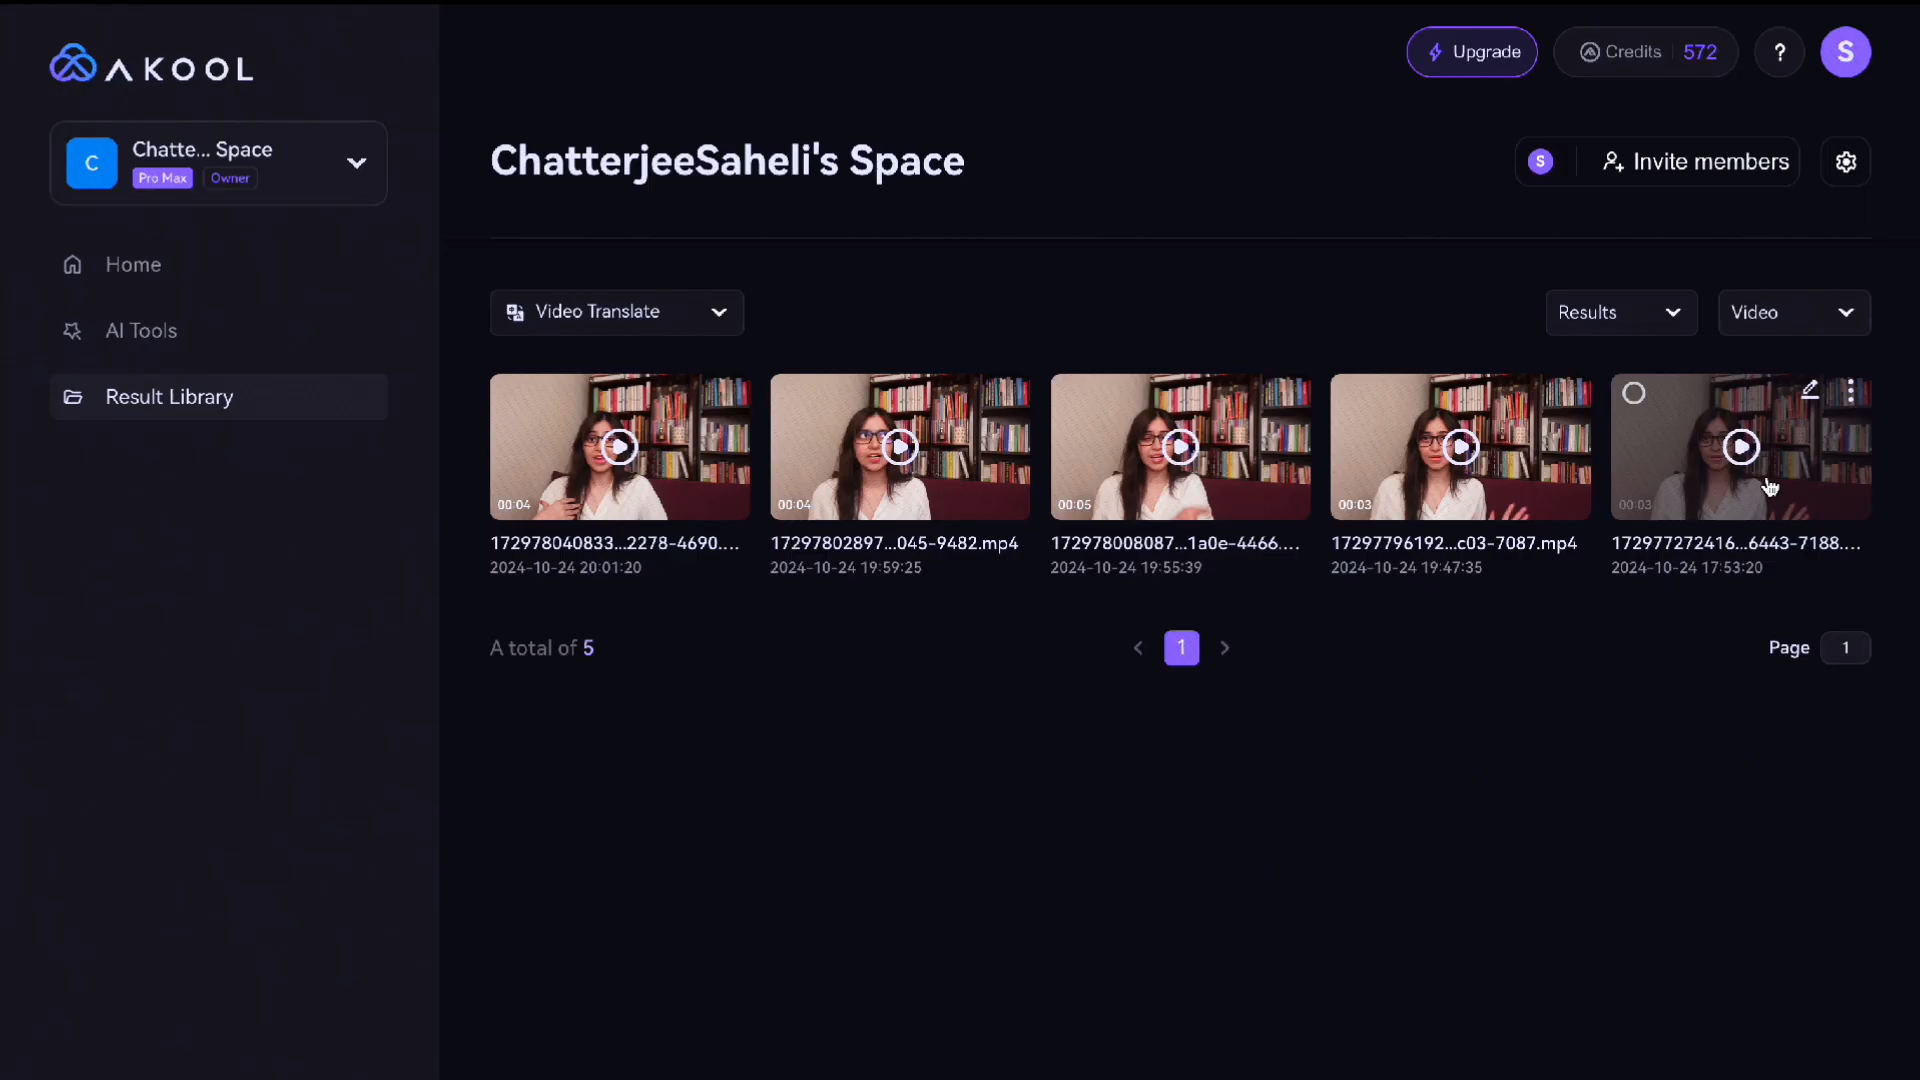 AKOOL
Upgrade
Credits 572
?
S
C
Chatte... Space
Pro Max
Owner
ChatterjeeSaheli's Space
S
Invite members
Home
AI Tools
Result Library
Video Translate
Results
Video
00:04
00:04
00:05
00:03
00:03
172978040833...2278-4690....
17297802897...045-9482.mp4
172978008087...1a0e-4466....
17297796192...c03-7087.mp4
172977272416...6443-7188....
2024-10-24 20:01:20
2024-10-24 19:59:25
2024-10-24 19:55:39
2024-10-24 19:47:35
2024-10-24 17:53:20
A total of 5
1
Page 1